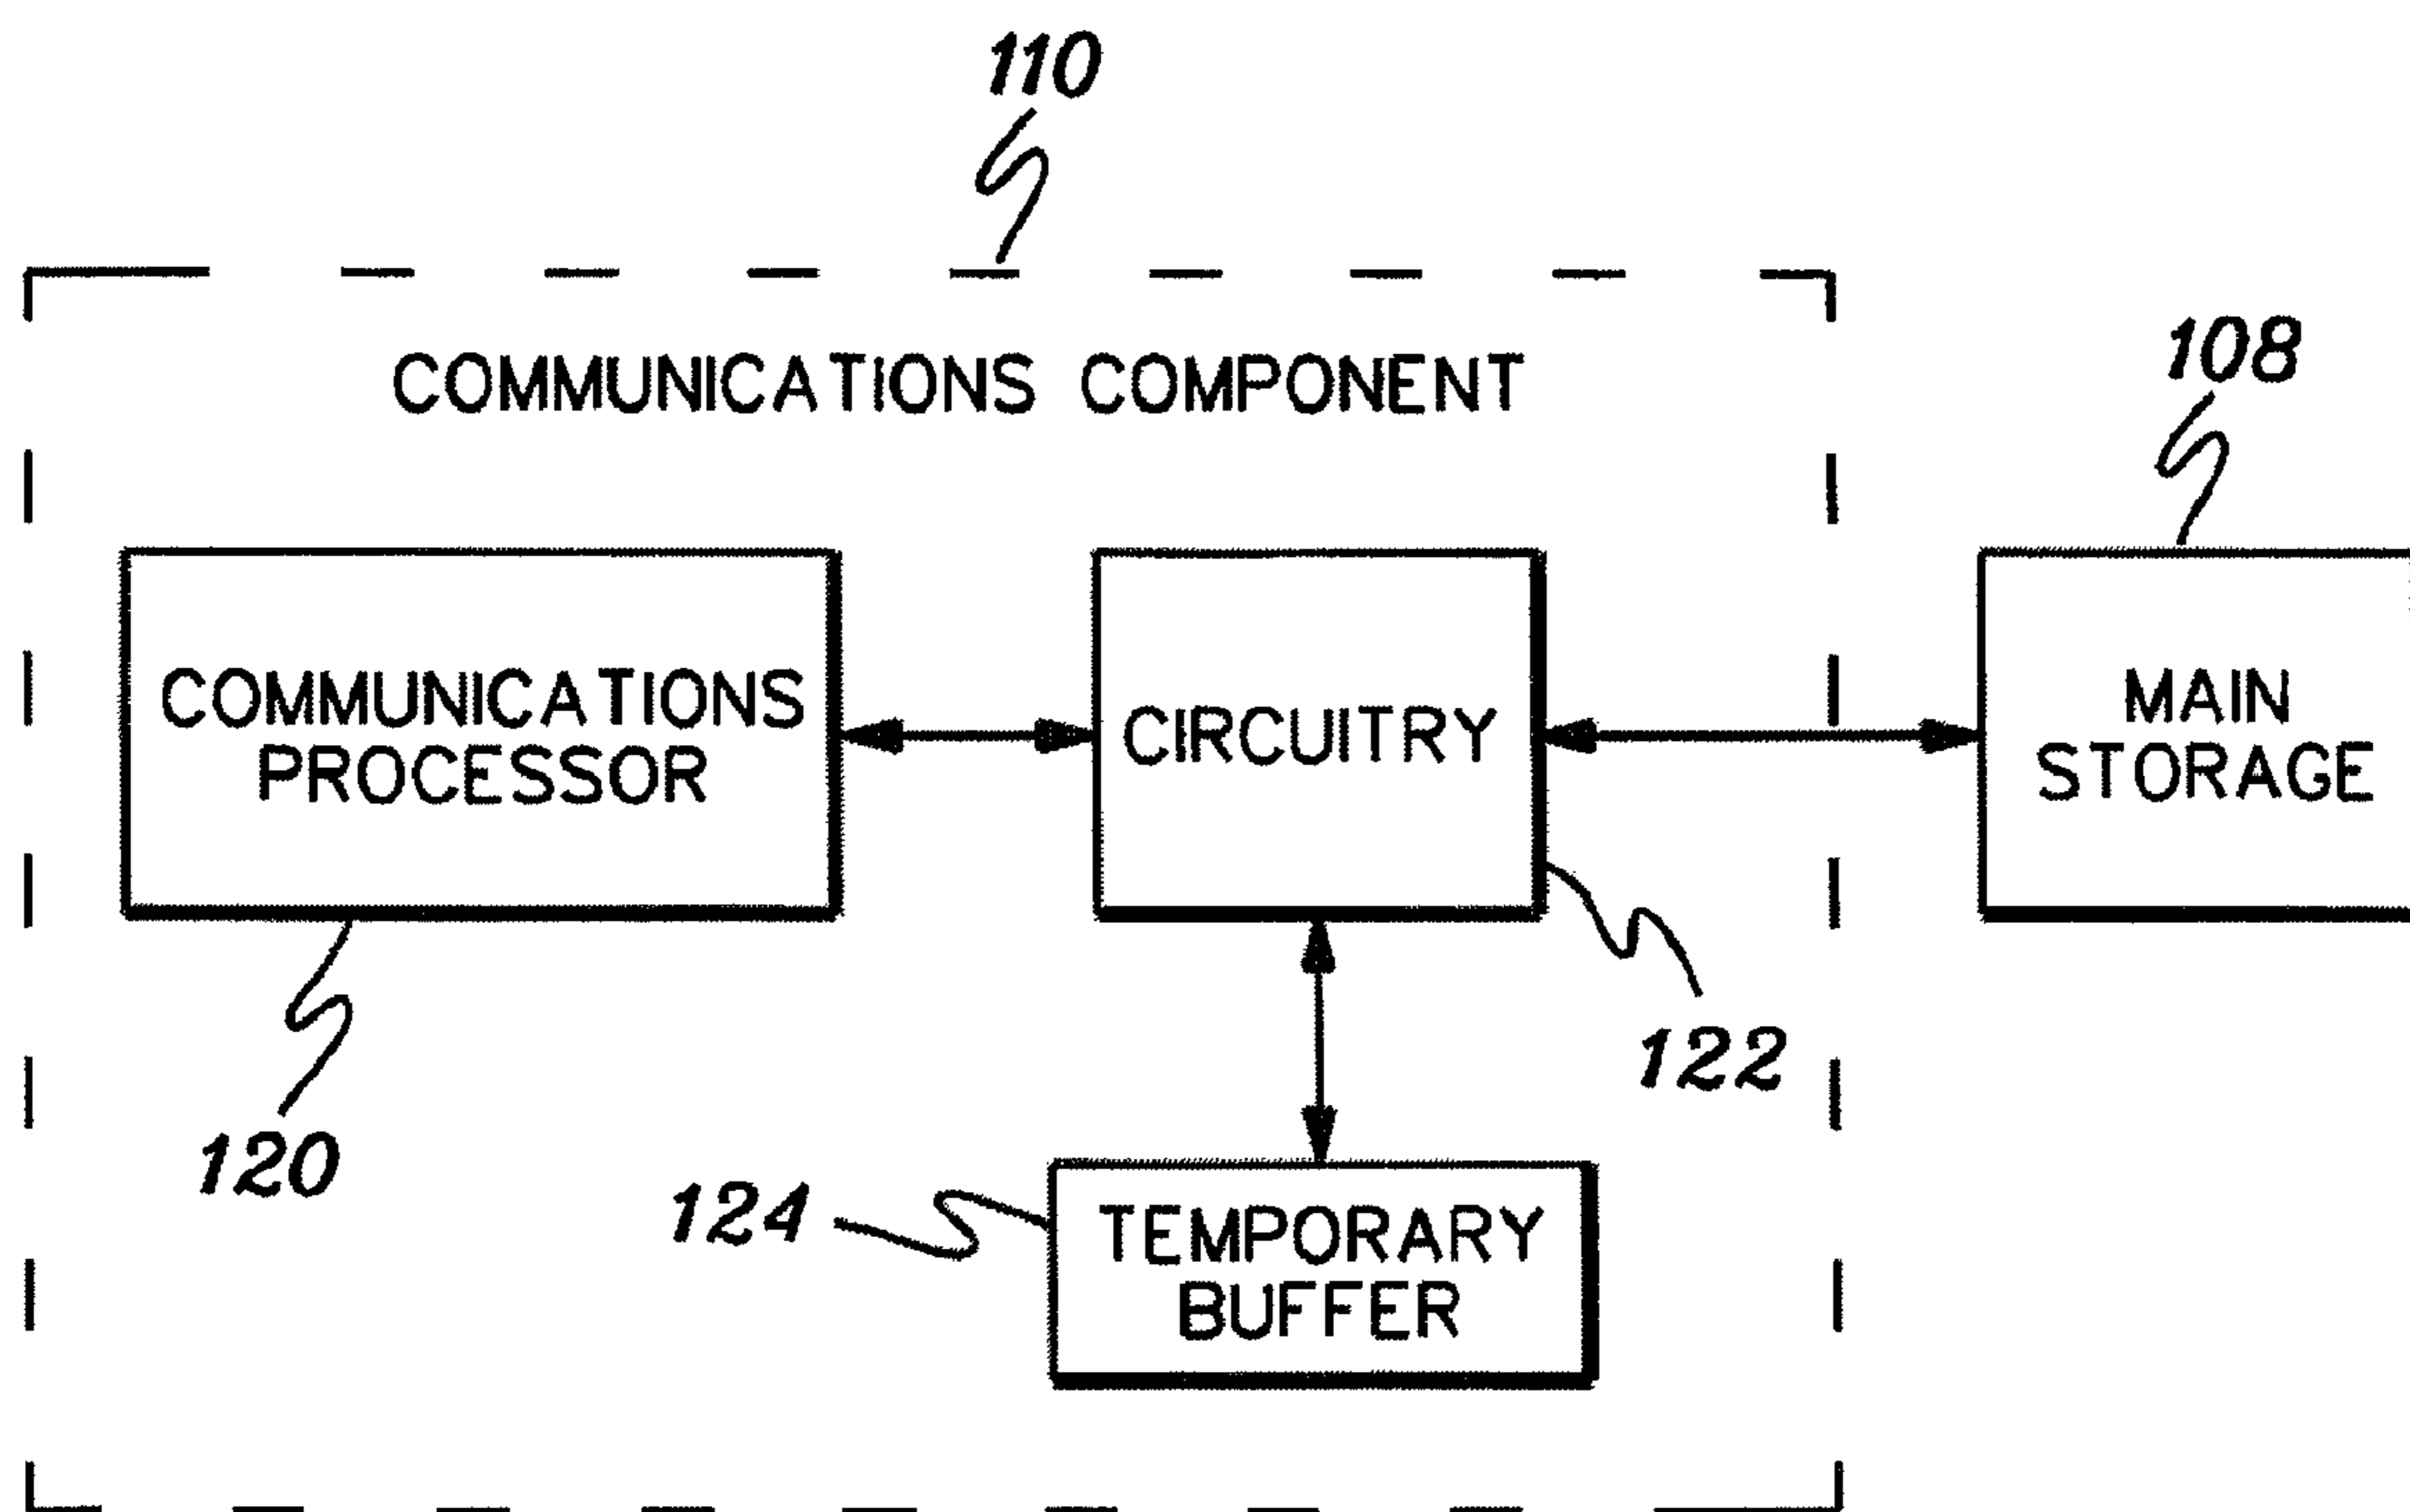 110
COMMUNICATIONS COMPONENT
108
COMMUNICATIONS
PROCESSOR
CIRCUITRY
MAIN
STORAGE
122
120
124
TEMPORARY
BUFFER